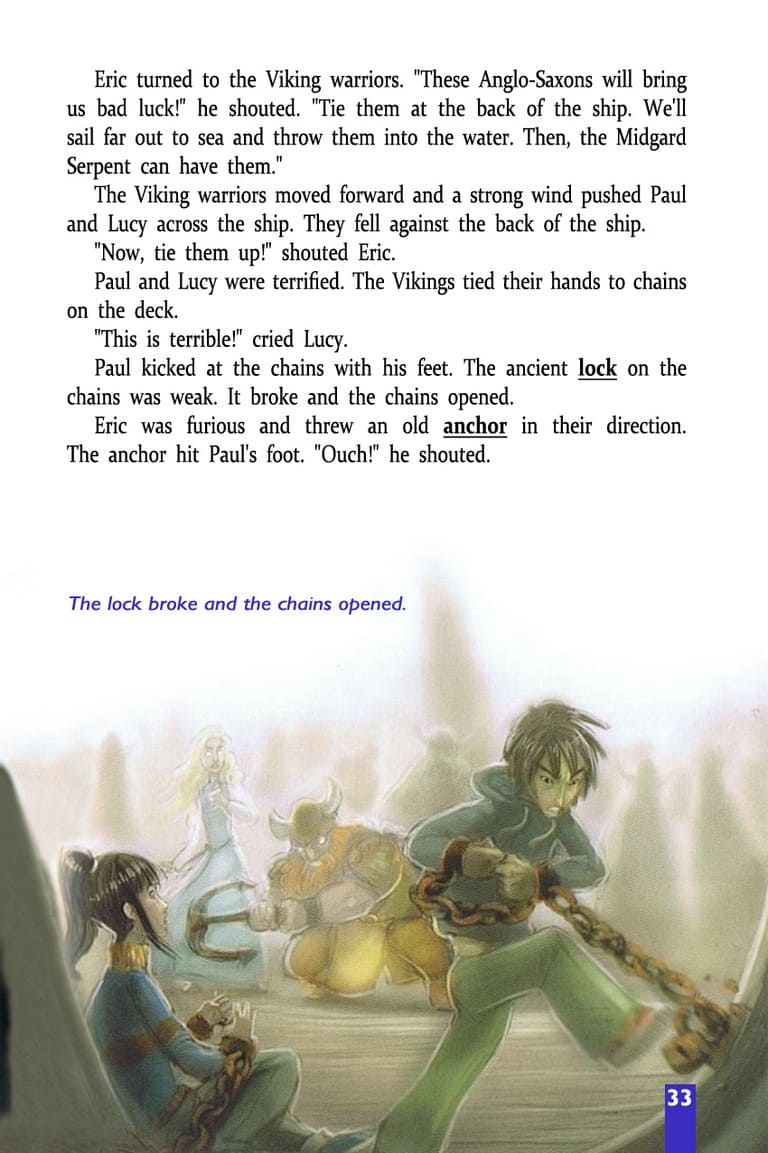 Eric turned to the Viking warriors. "These Anglo-Saxons will bring
us bad luck!" he shouted. "Tie them at the back of the ship. We'll
sail far out to sea and throw them into the water. Then, the Midgard
Serpent can have them."
The Viking warriors moved forward and a strong wind pushed Paul
and Lucy across the ship. They fell against the back of the ship.
"Now, tie them up!" shouted Eric.
Paul and Lucy were terrified. The Vikings tied their hands to chains
on the deck.
"This is terrible!" cried Lucy.
Paul kicked at the chains with his feet. The ancient lock on the
chains was weak. It broke and the chains opened.
Eric was furious and threw an old anchor in their direction.
The anchor hit Paul's foot. "Ouch!" he shouted.
The lock broke and the chains opened.
33